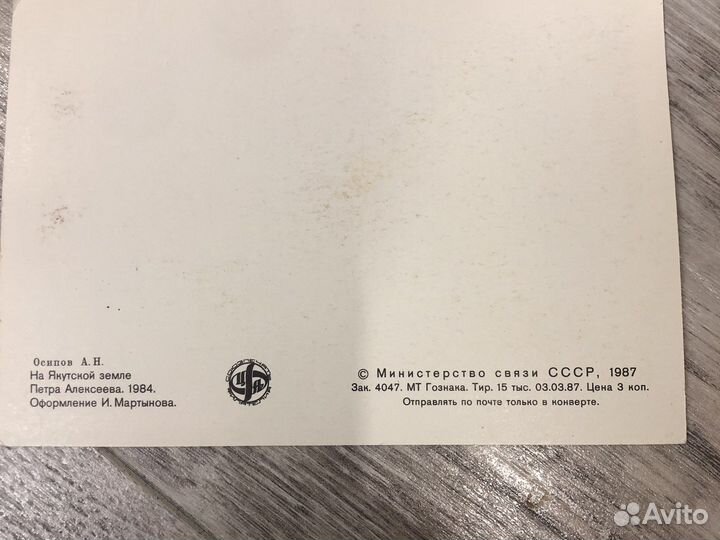 Осипов А.Н.
На Якутской земле
Петра Алексеева. 1984.
Оформление И. Мартынова.
ЦФА
© Министерство связи СССР, 1987
Зак. 4047. МТ Гознака. Тир. 15 тыс. 03.03.87. Цена 3 коп.
Отправлять по почте только в конверте.
Avito